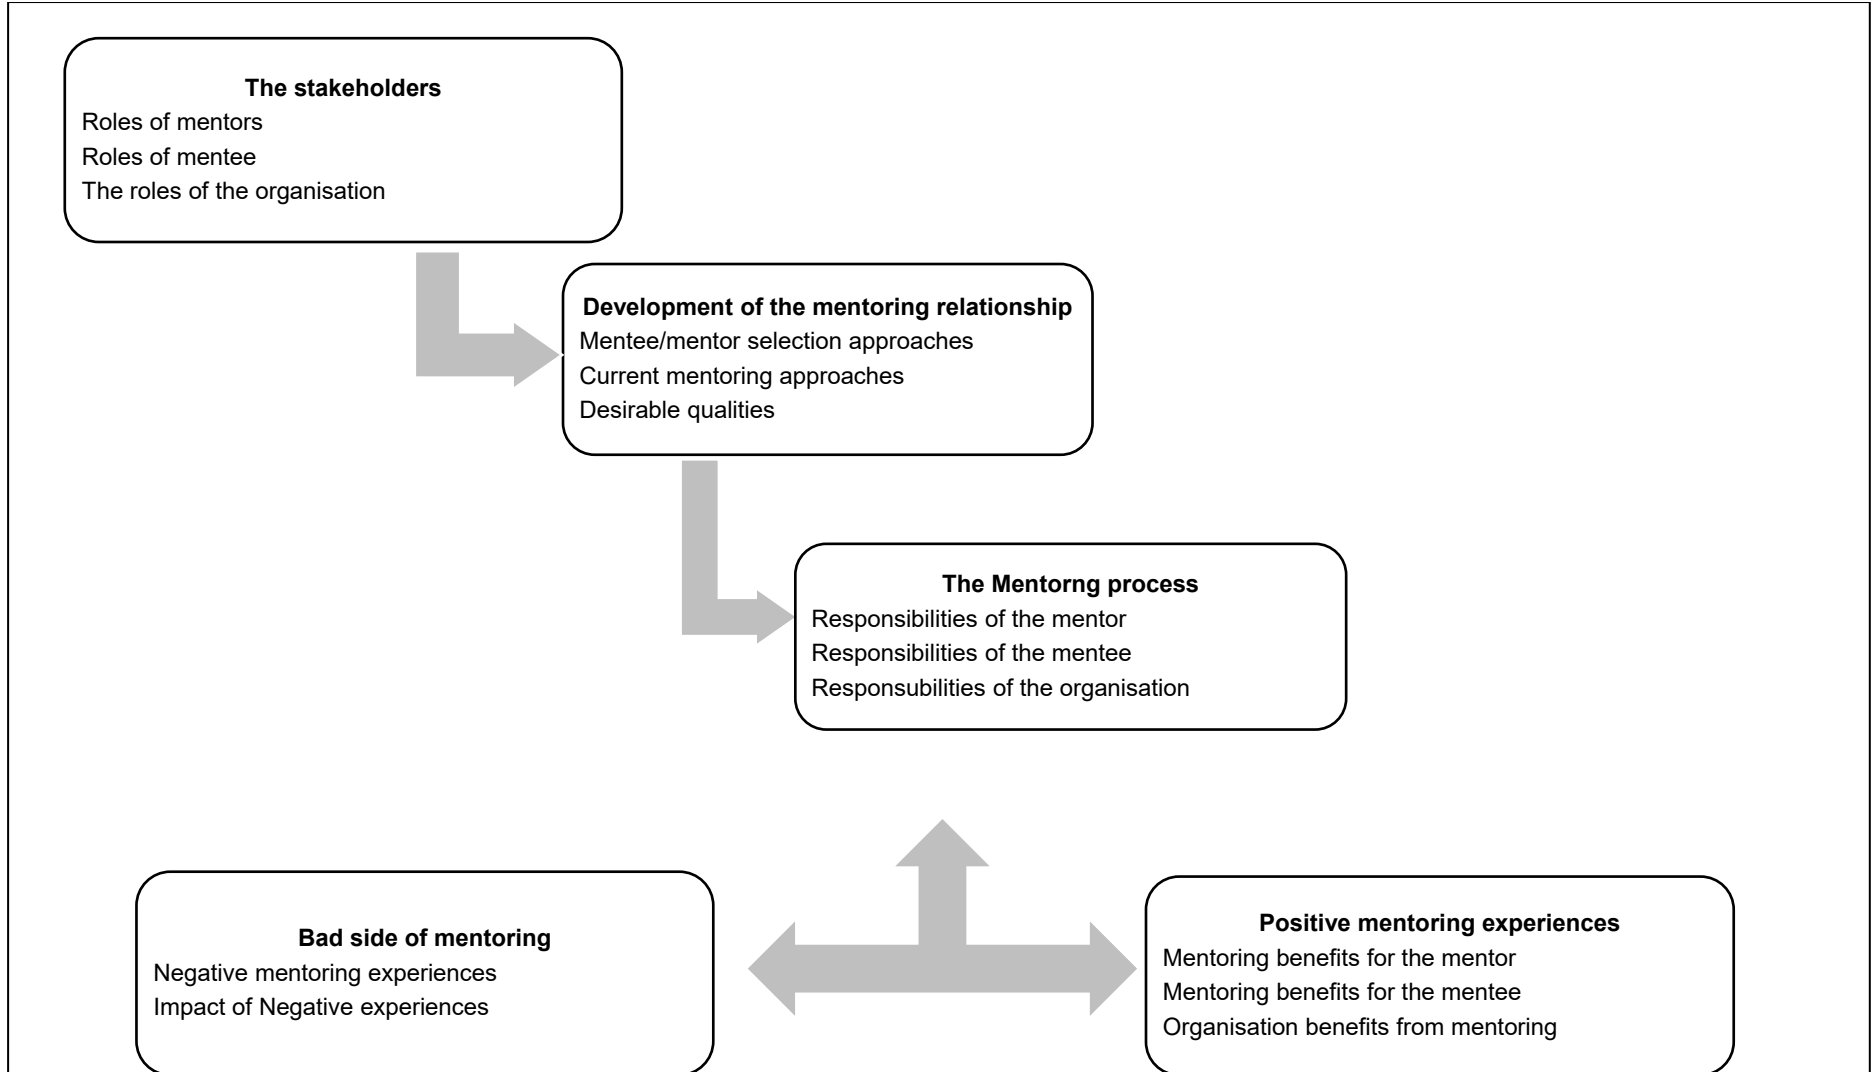 The stakeholders
Roles of mentors
Roles of mentee
The roles of the organisation
Development of the mentoring relationship
Mentee/mentor selection approaches
Current mentoring approaches
Desirable qualities
The Mentorng process
Responsibilities of the mentor
Responsibilities of the mentee
Responsubilities of the organisation
Bad side of mentoring
Negative mentoring experiences
Impact of Negative experiences
Positive mentoring experiences
Mentoring benefits for the mentor
Mentoring benefits for the mentee
Organisation benefits from mentoring